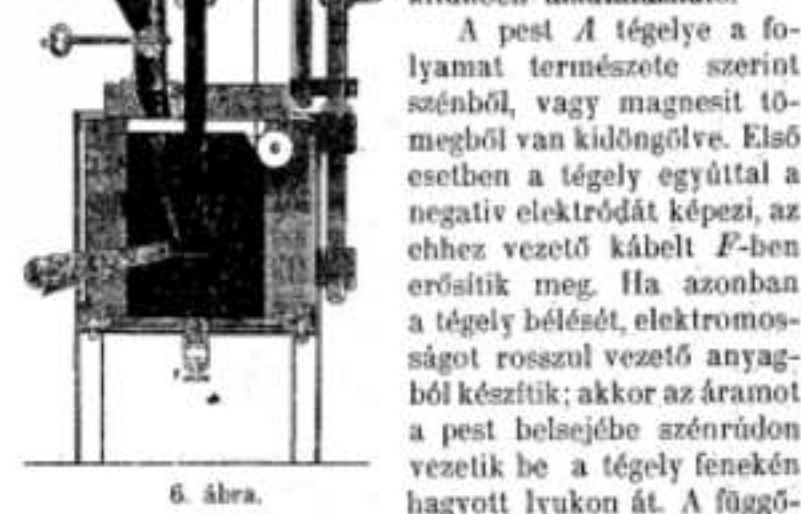 A pest A tégelye a fo-
lyamat természete szerint
szénből, vagy magnesit tö-
megből van kidöngölve. Első
esetben a tégely egyúttal a
negativ elektródát képezi, az
ehhez vezető kábelt F-ben
erősitik meg. Ha azonban
a tégely bélését, elektromos-
ságot rosszul vezető anyag-
ból készítik; akkor az áramot
a pest belsejébe szénrúdon
vezetik be a tégely fenekén
hagyott lyukon át. A függő-
6. ábra.